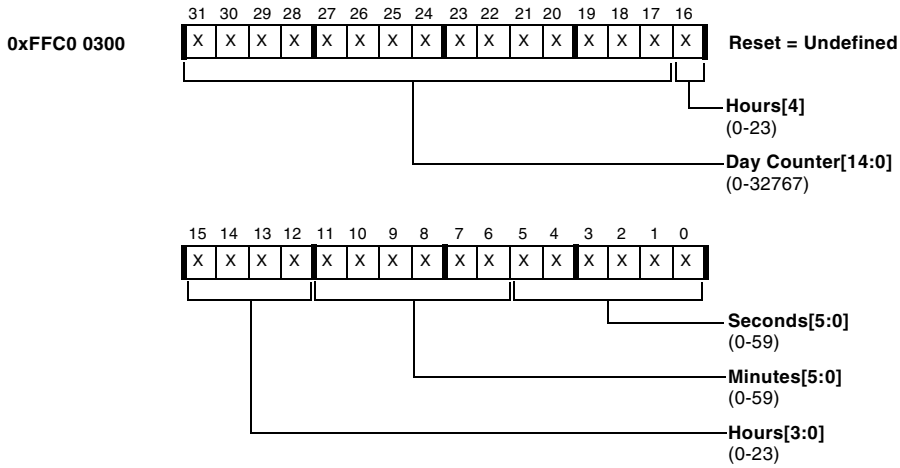 31 30 29 28 27 26 25 24 23 22 21 20 19 18 17 16
0xFFC0 0300 X X X X X X X X X X X X X X X X Reset = Undefined
Hours[4]
(0-23)
Day Counter[14:0]
(0-32767)
15 14 13 12 11 10 9 8 7 6 5 4 3 2 1 0
X X X X X X X X X X X X X X X X
Seconds[5:0]
(0-59)
Minutes[5:0]
(0-59)
Hours[3:0]
(0-23)